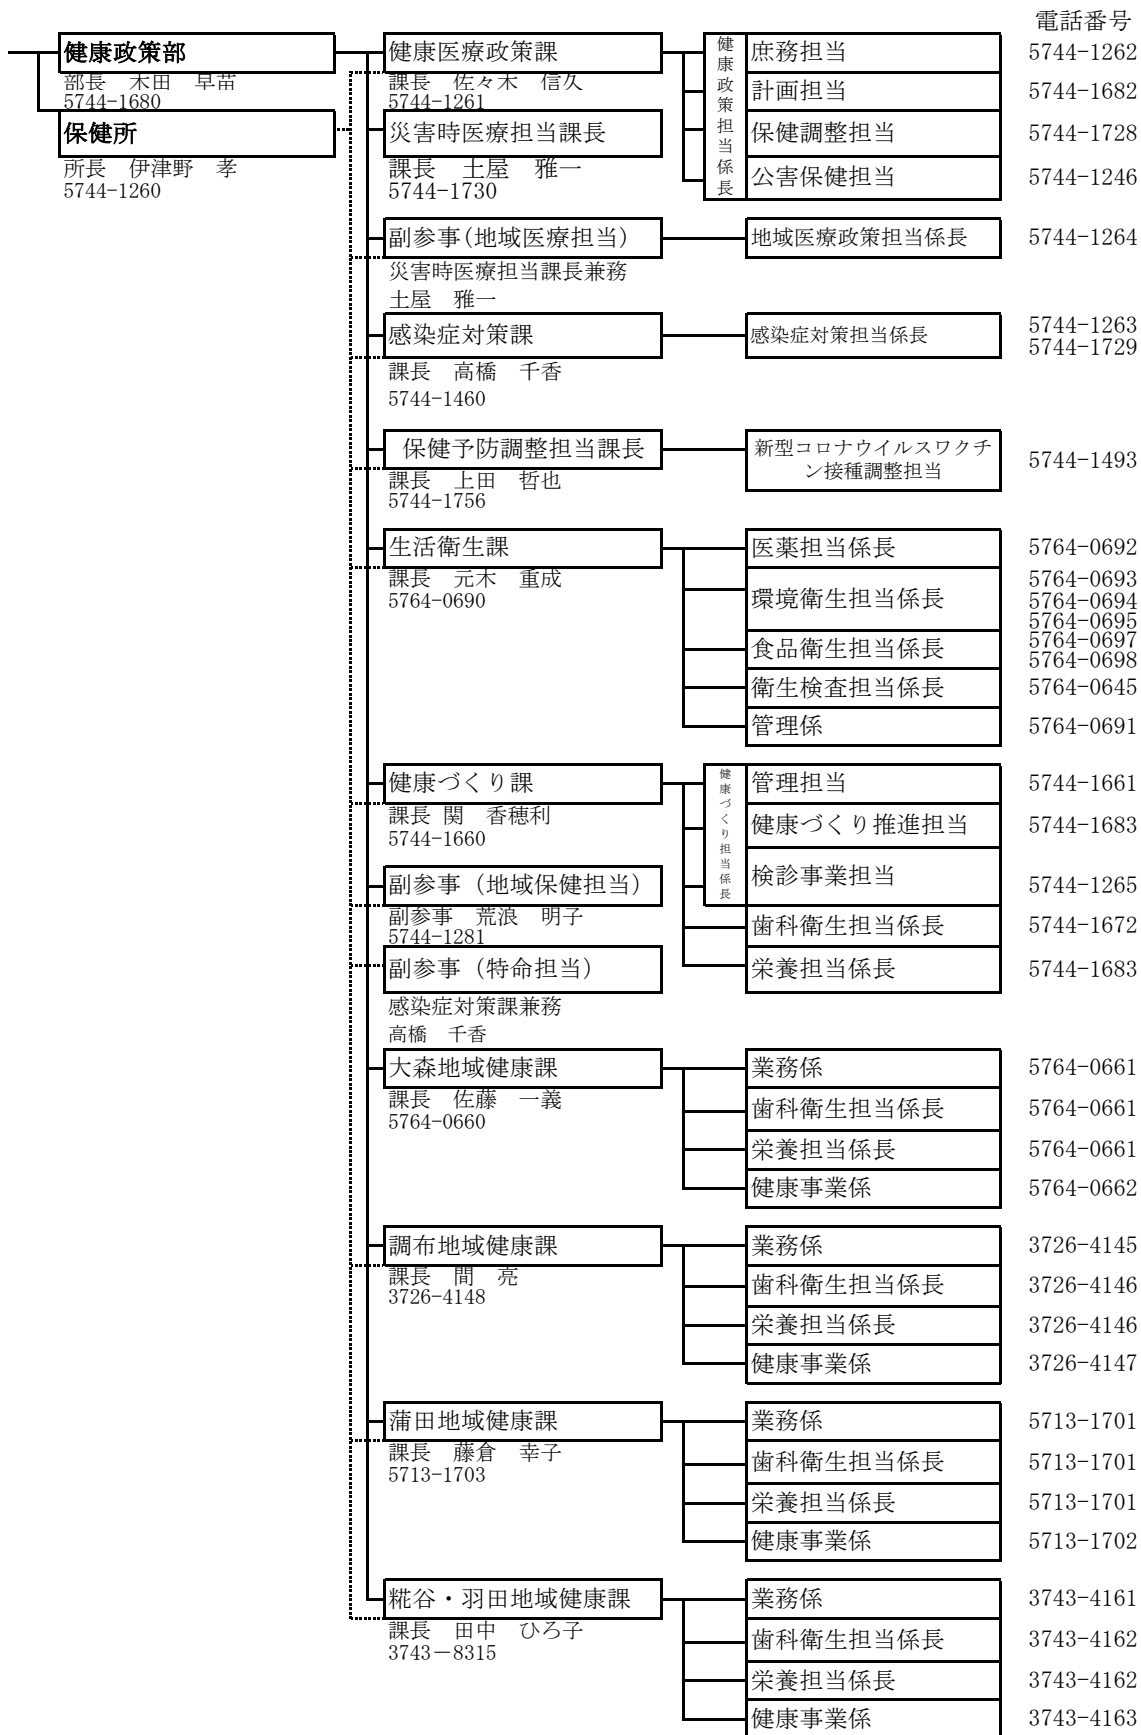 電話番号
健康政策部
部長　木田　早苗
5744-1680
保健所
所長　伊津野　孝
5744-1260
健康医療政策課
課長　佐々木　信久
5744-1261
災害時医療担当課長
課長　土屋　雅一
5744-1730
健康政策担当係長
庶務担当 5744-1262
計画担当 5744-1682
保健調整担当 5744-1728
公害保健担当 5744-1246
副参事(地域医療担当)
災害時医療担当課長兼務
土屋　雅一
地域医療政策担当係長 5744-1264
感染症対策課
課長　高橋　千香
5744-1460
感染症対策担当係長
5744-1263
5744-1729
保健予防調整担当課長
課長　上田　哲也
5744-1756
新型コロナウイルスワクチ
ン接種調整担当
5744-1493
生活衛生課
課長　元木　重成
5764-0690
医薬担当係長 5764-0692
環境衛生担当係長
5764-0693
5764-0694
5764-0695
食品衛生担当係長
5764-0697
5764-0698
衛生検査担当係長 5764-0645
管理係 5764-0691
健康づくり課
課長 関　香穂利
5744-1660
副参事（地域保健担当）
副参事　荒浪　明子
5744-1281
副参事（特命担当）
感染症対策課兼務
高橋　千香
健康づくり担当係長
管理担当 5744-1661
健康づくり推進担当 5744-1683
検診事業担当 5744-1265
歯科衛生担当係長 5744-1672
栄養担当係長 5744-1683
大森地域健康課
課長　佐藤　一義
5764-0660
業務係 5764-0661
歯科衛生担当係長 5764-0661
栄養担当係長 5764-0661
健康事業係 5764-0662
調布地域健康課
課長　間　亮
3726-4148
業務係 3726-4145
歯科衛生担当係長 3726-4146
栄養担当係長 3726-4146
健康事業係 3726-4147
蒲田地域健康課
課長　藤倉　幸子
5713-1703
業務係 5713-1701
歯科衛生担当係長 5713-1701
栄養担当係長 5713-1701
健康事業係 5713-1702
糀谷・羽田地域健康課
課長　田中　ひろ子
3743－8315
業務係 3743-4161
歯科衛生担当係長 3743-4162
栄養担当係長 3743-4162
健康事業係 3743-4163